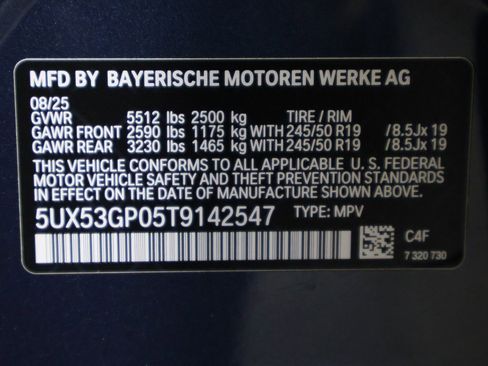 MFD BY BAYERISCHE MOTOREN WERKE AG
08/25
GVWR 5512 lbs 2500 kg TIRE / RIM
GAWR FRONT 2590 lbs 1175 kg WITH 245/50 R19 /8.5Jx 19
GAWR REAR 3230 lbs 1465 kg WITH 245/50 R19 /8.5Jx 19
THIS VEHICLE CONFORMS TO ALL APPLICABLE U. S. FEDERAL
MOTOR VEHICLE SAFETY AND THEFT PREVENTION STANDARDS
IN EFFECT ON THE DATE OF MANUFACTURE SHOWN ABOVE.
5UX53GP05T9142547 TYPE: MPV
C4F
7 320 730